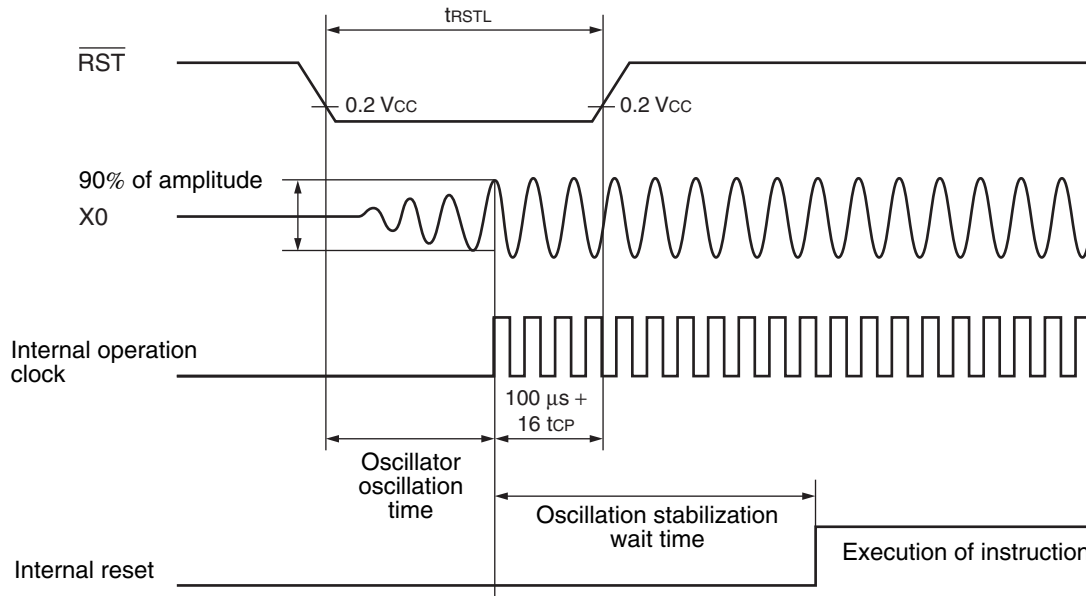 tRSTL
RST
0.2 VCC
0.2 VCC
90% of amplitude
X0
Internal operation
clock
100 μs +
16 tCP
Oscillator
oscillation
time
Oscillation stabilization
wait time
Execution of instruction
Internal reset